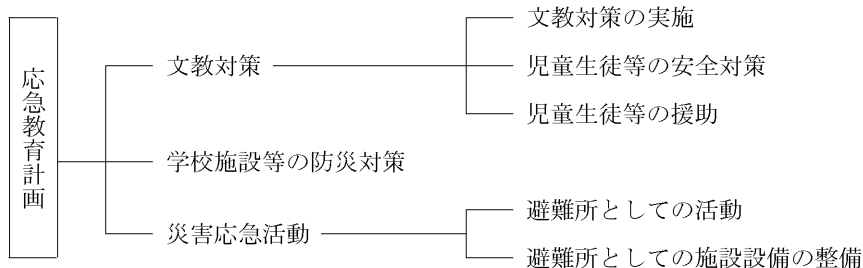 応急教育計画
文教対策
文教対策の実施
児童生徒等の安全対策
児童生徒等の援助
学校施設等の防災対策
災害応急活動
避難所としての活動
避難所としての施設設備の整備